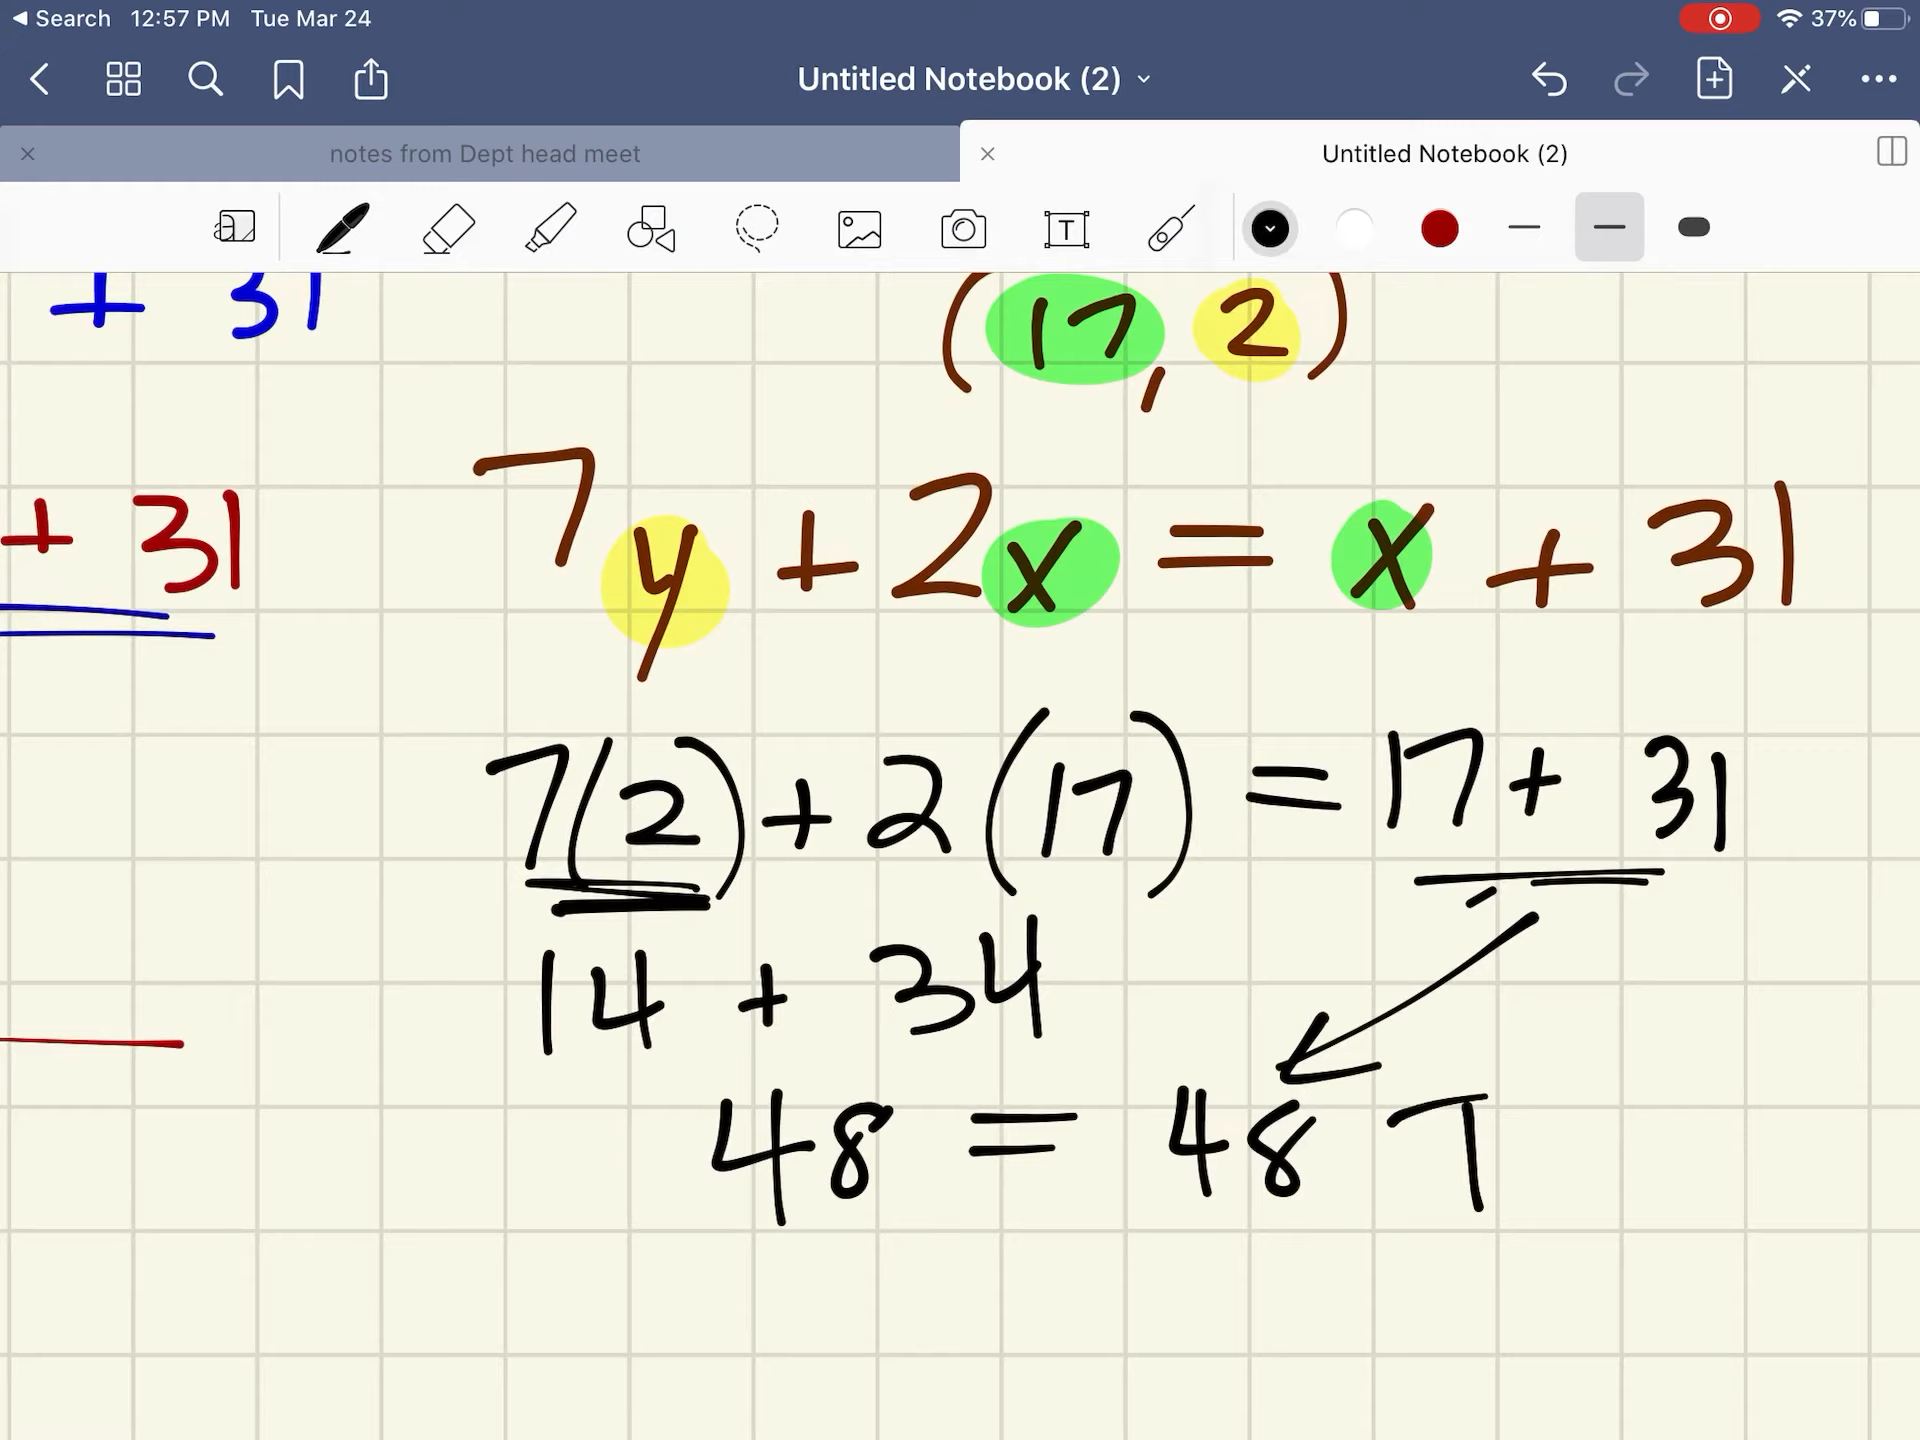 Search 12:57 PM Tue Mar 24 37%
Untitled Notebook (2)
notes from Dept head meet
Untitled Notebook (2)
T
+ 31
(17, 2)
+ 31
7y + 2x = x + 31
7(2) + 2(17) = 17 + 31
14 + 34
48 = 48 T